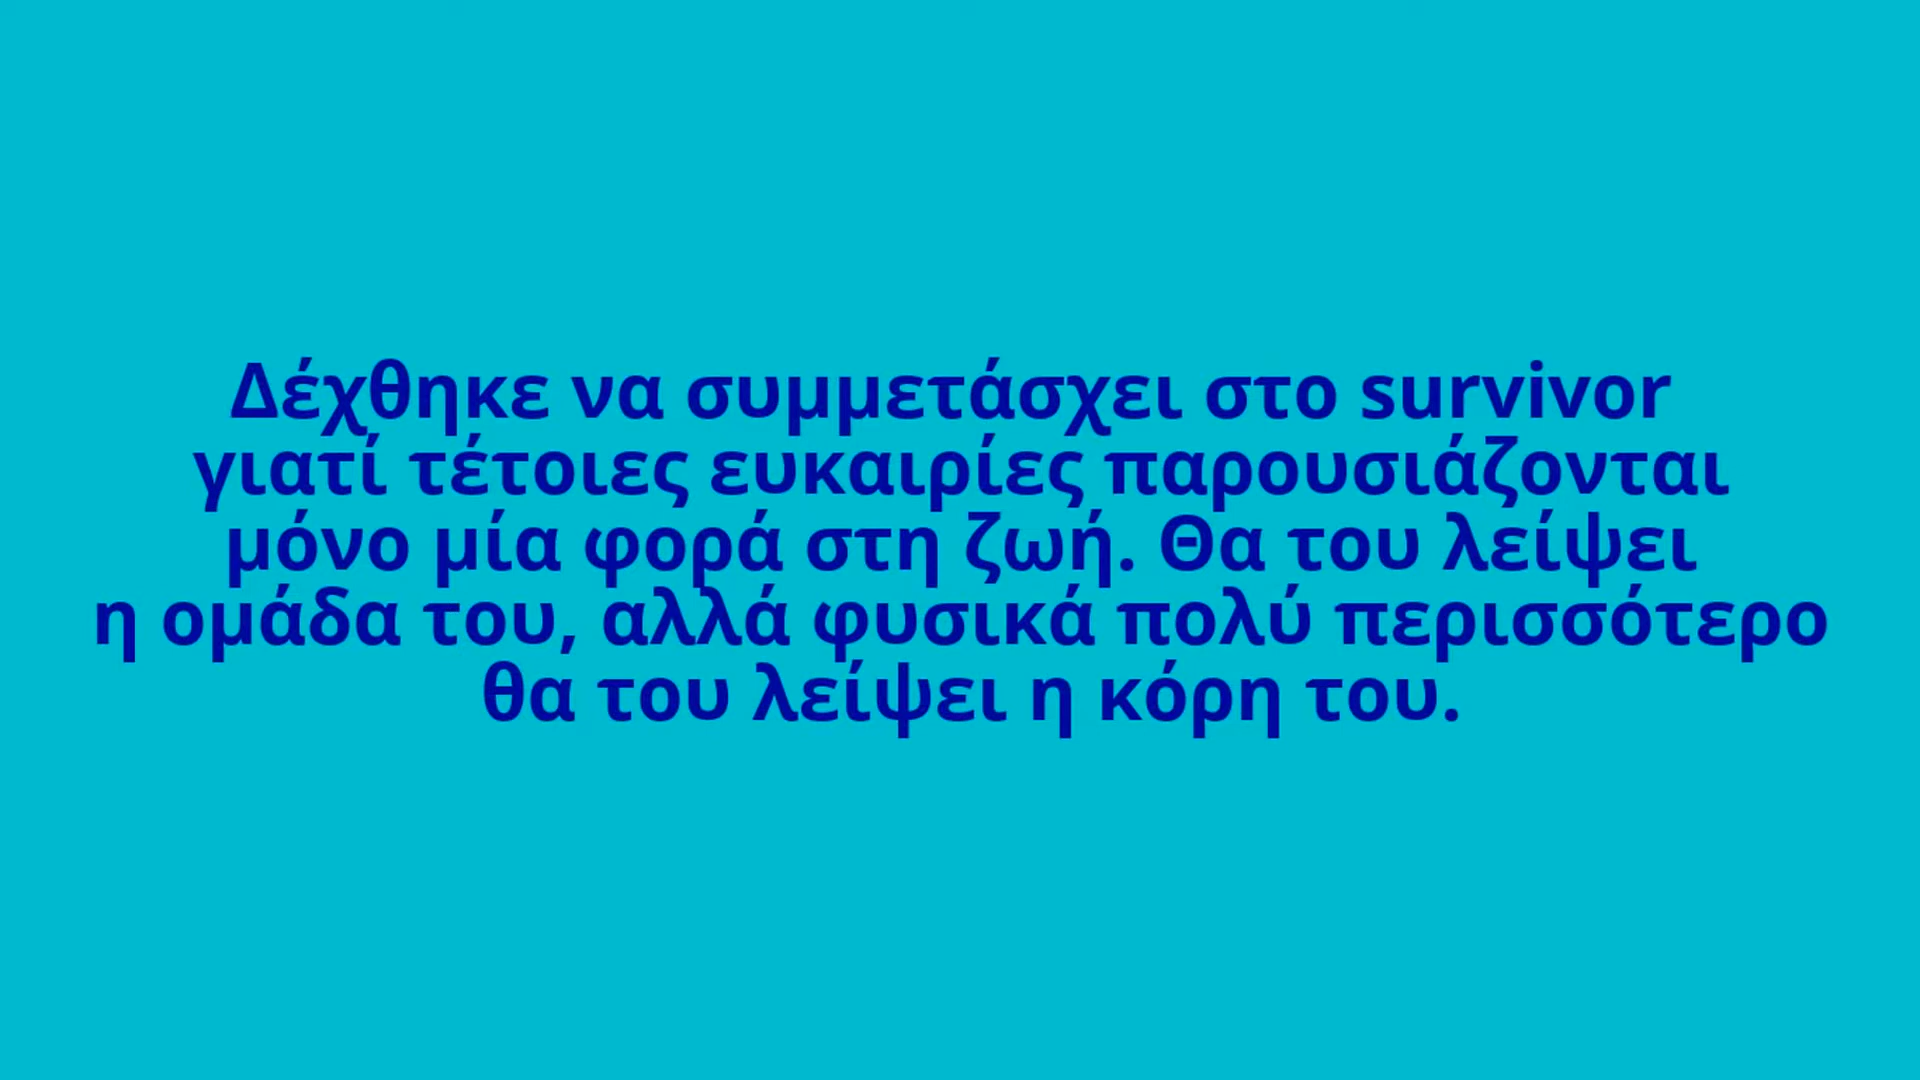 Δέχθηκε να συμμετάσχει στο survivor
γιατί τέτοιες ευκαιρίες παρουσιάζονται
μόνο μία φορά στη ζωή. Θα του λείψει
η ομάδα του, αλλά φυσικά πολύ περισσότερο
θα του λείψει η κόρη του.